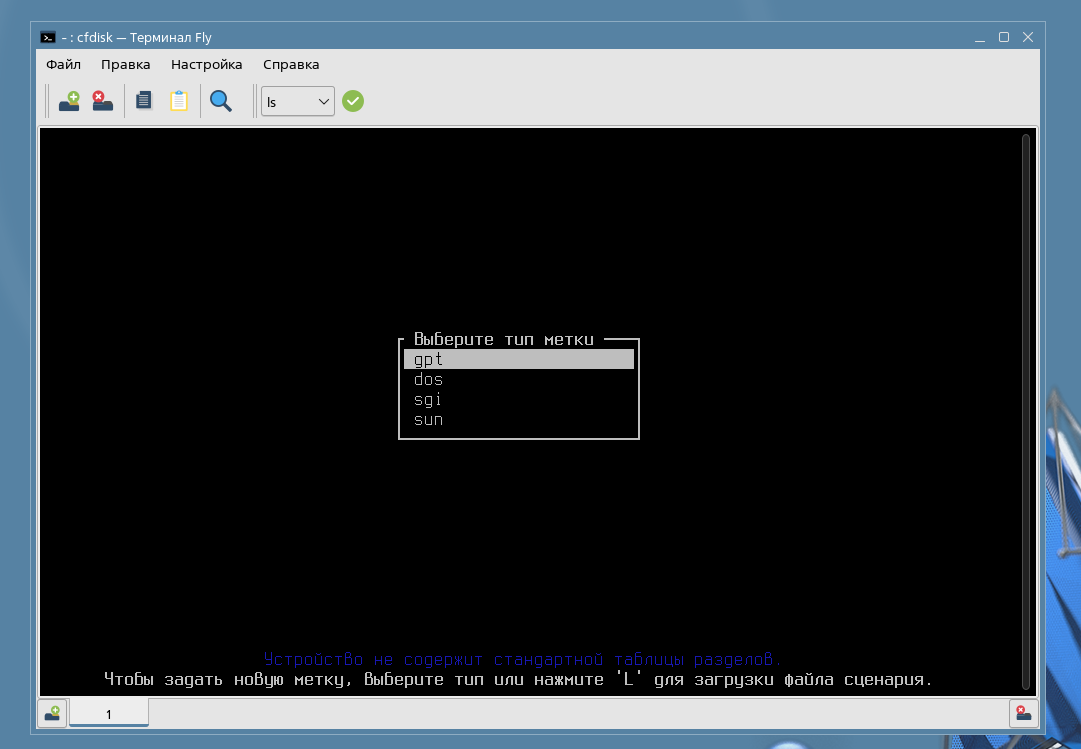 - : cfdisk — Терминал Fly
Файл Правка Настройка Справка
ls
Выберите тип метки
gpt
dos
sgi
sun
Устройство не содержит стандартной таблицы разделов.
Чтобы задать новую метку, Выберите тип или нажмите 'L' для загрузки файла сценария.
1